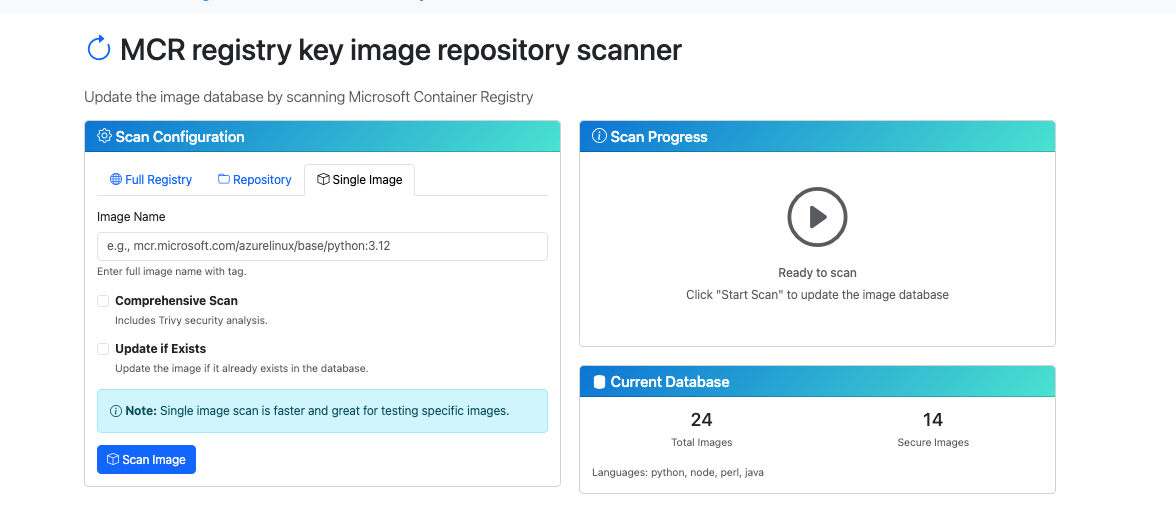 MCR registry key image repository scanner
Update the image database by scanning Microsoft Container Registry
Scan Configuration
Full Registry
Repository
Single Image
Image Name
e.g., mcr.microsoft.com/azurelinux/base/python:3.12
Enter full image name with tag.
Comprehensive Scan
Includes Trivy security analysis.
Update if Exists
Update the image if it already exists in the database.
Note: Single image scan is faster and great for testing specific images.
Scan Image
Scan Progress
Ready to scan
Click "Start Scan" to update the image database
Current Database
24
Total Images
14
Secure Images
Languages: python, node, perl, java